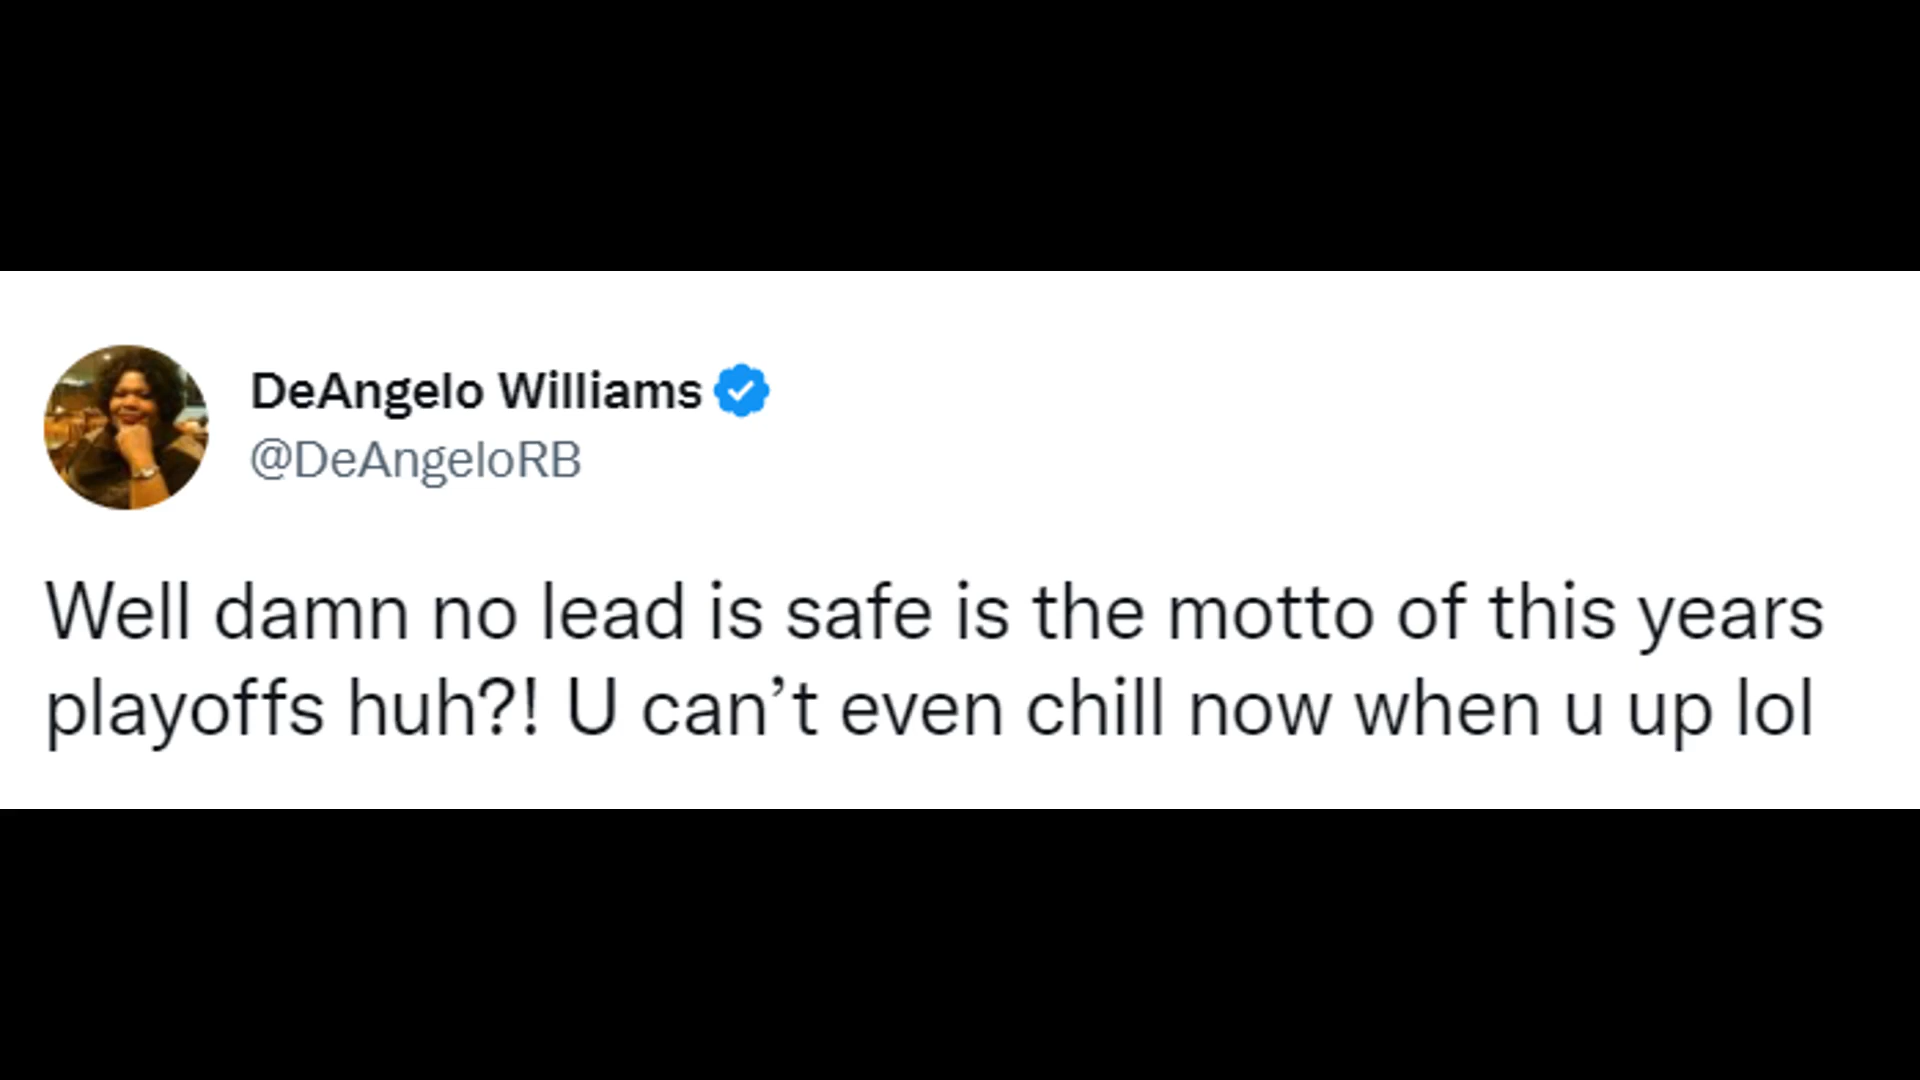 DeAngelo Williams
@DeAngeloRB
Well damn no lead is safe is the motto of this years
playoffs huh?! U can’t even chill now when u up lol